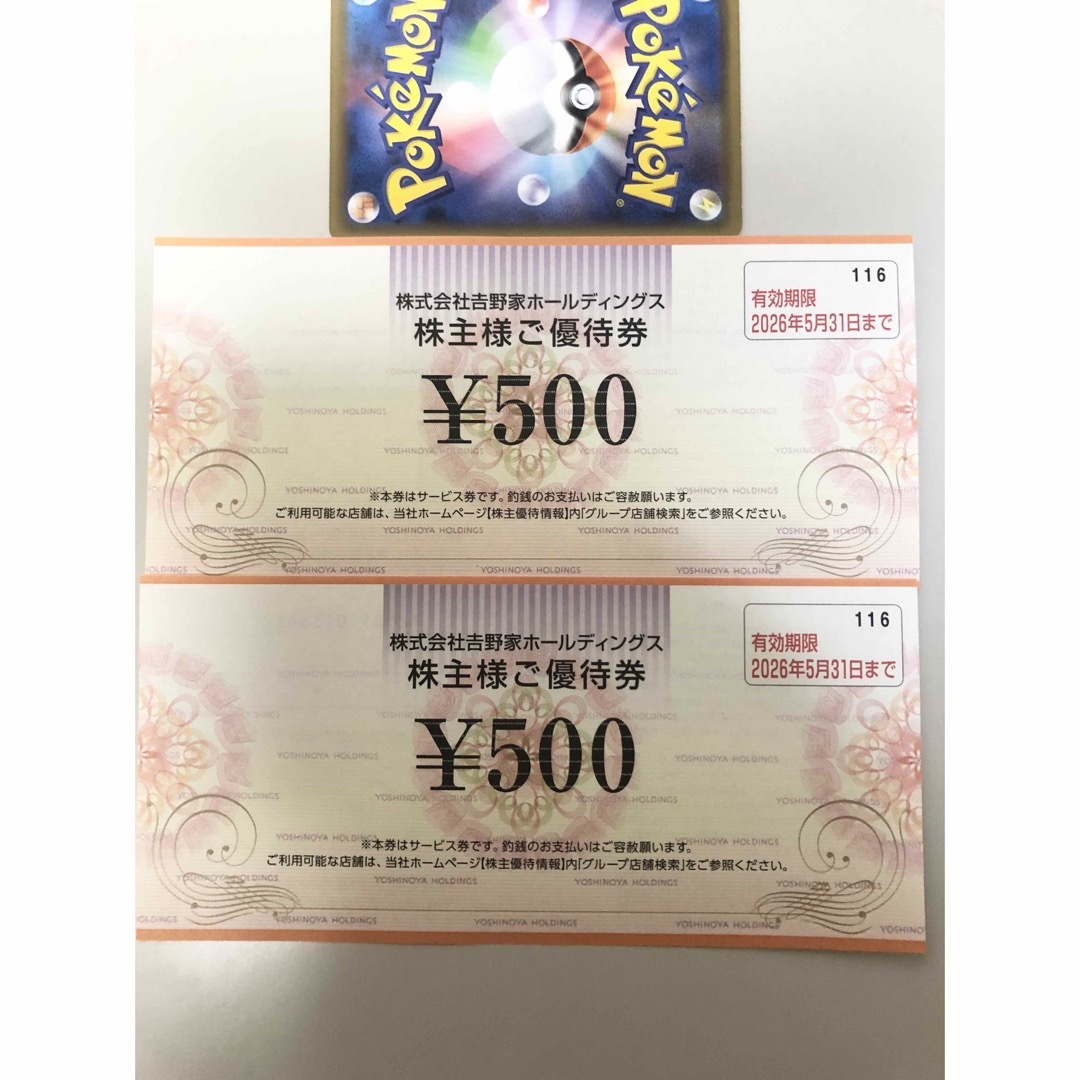 POKÉMON
POKÉMON
®
116
有効期限
2026年5月31日まで
株式会社𠮷野家ホールディングス
株主様ご優待券
¥500
YOSHINOYA HOLDINGS
※本券はサービス券です。釣銭のお支払いはご容赦願います。
ご利用可能な店舗は、当社ホームページ【株主優待情報】内「グループ店舗検索」をご参照ください。
YOSHINOYA HOLDINGS
116
有効期限
2026年5月31日まで
株式会社𠮷野家ホールディングス
株主様ご優待券
¥500
YOSHINOYA HOLDINGS
※本券はサービス券です。釣銭のお支払いはご容赦願います。
ご利用可能な店舗は、当社ホームページ【株主優待情報】内「グループ店舗検索」をご参照ください。
YOSHINOYA HOLDINGS